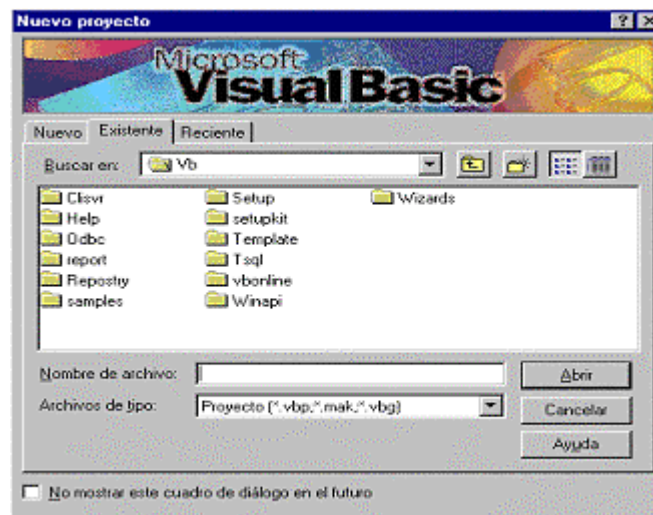 Nuevo proyecto
Microsoft
Visual Basic
Nuevo Existente Reciente
Buscar en: Vb
Clisvr Setup Wizards
Help setupkit
Odbc Template
report Tsql
Repostry vbonline
samples Winapi
Nombre de archivo: Abrir
Archivos de tipo: Proyecto (*.vbp;*.mak;*.vbg) Cancelar
Ayuda
No mostrar este cuadro de diálogo en el futuro